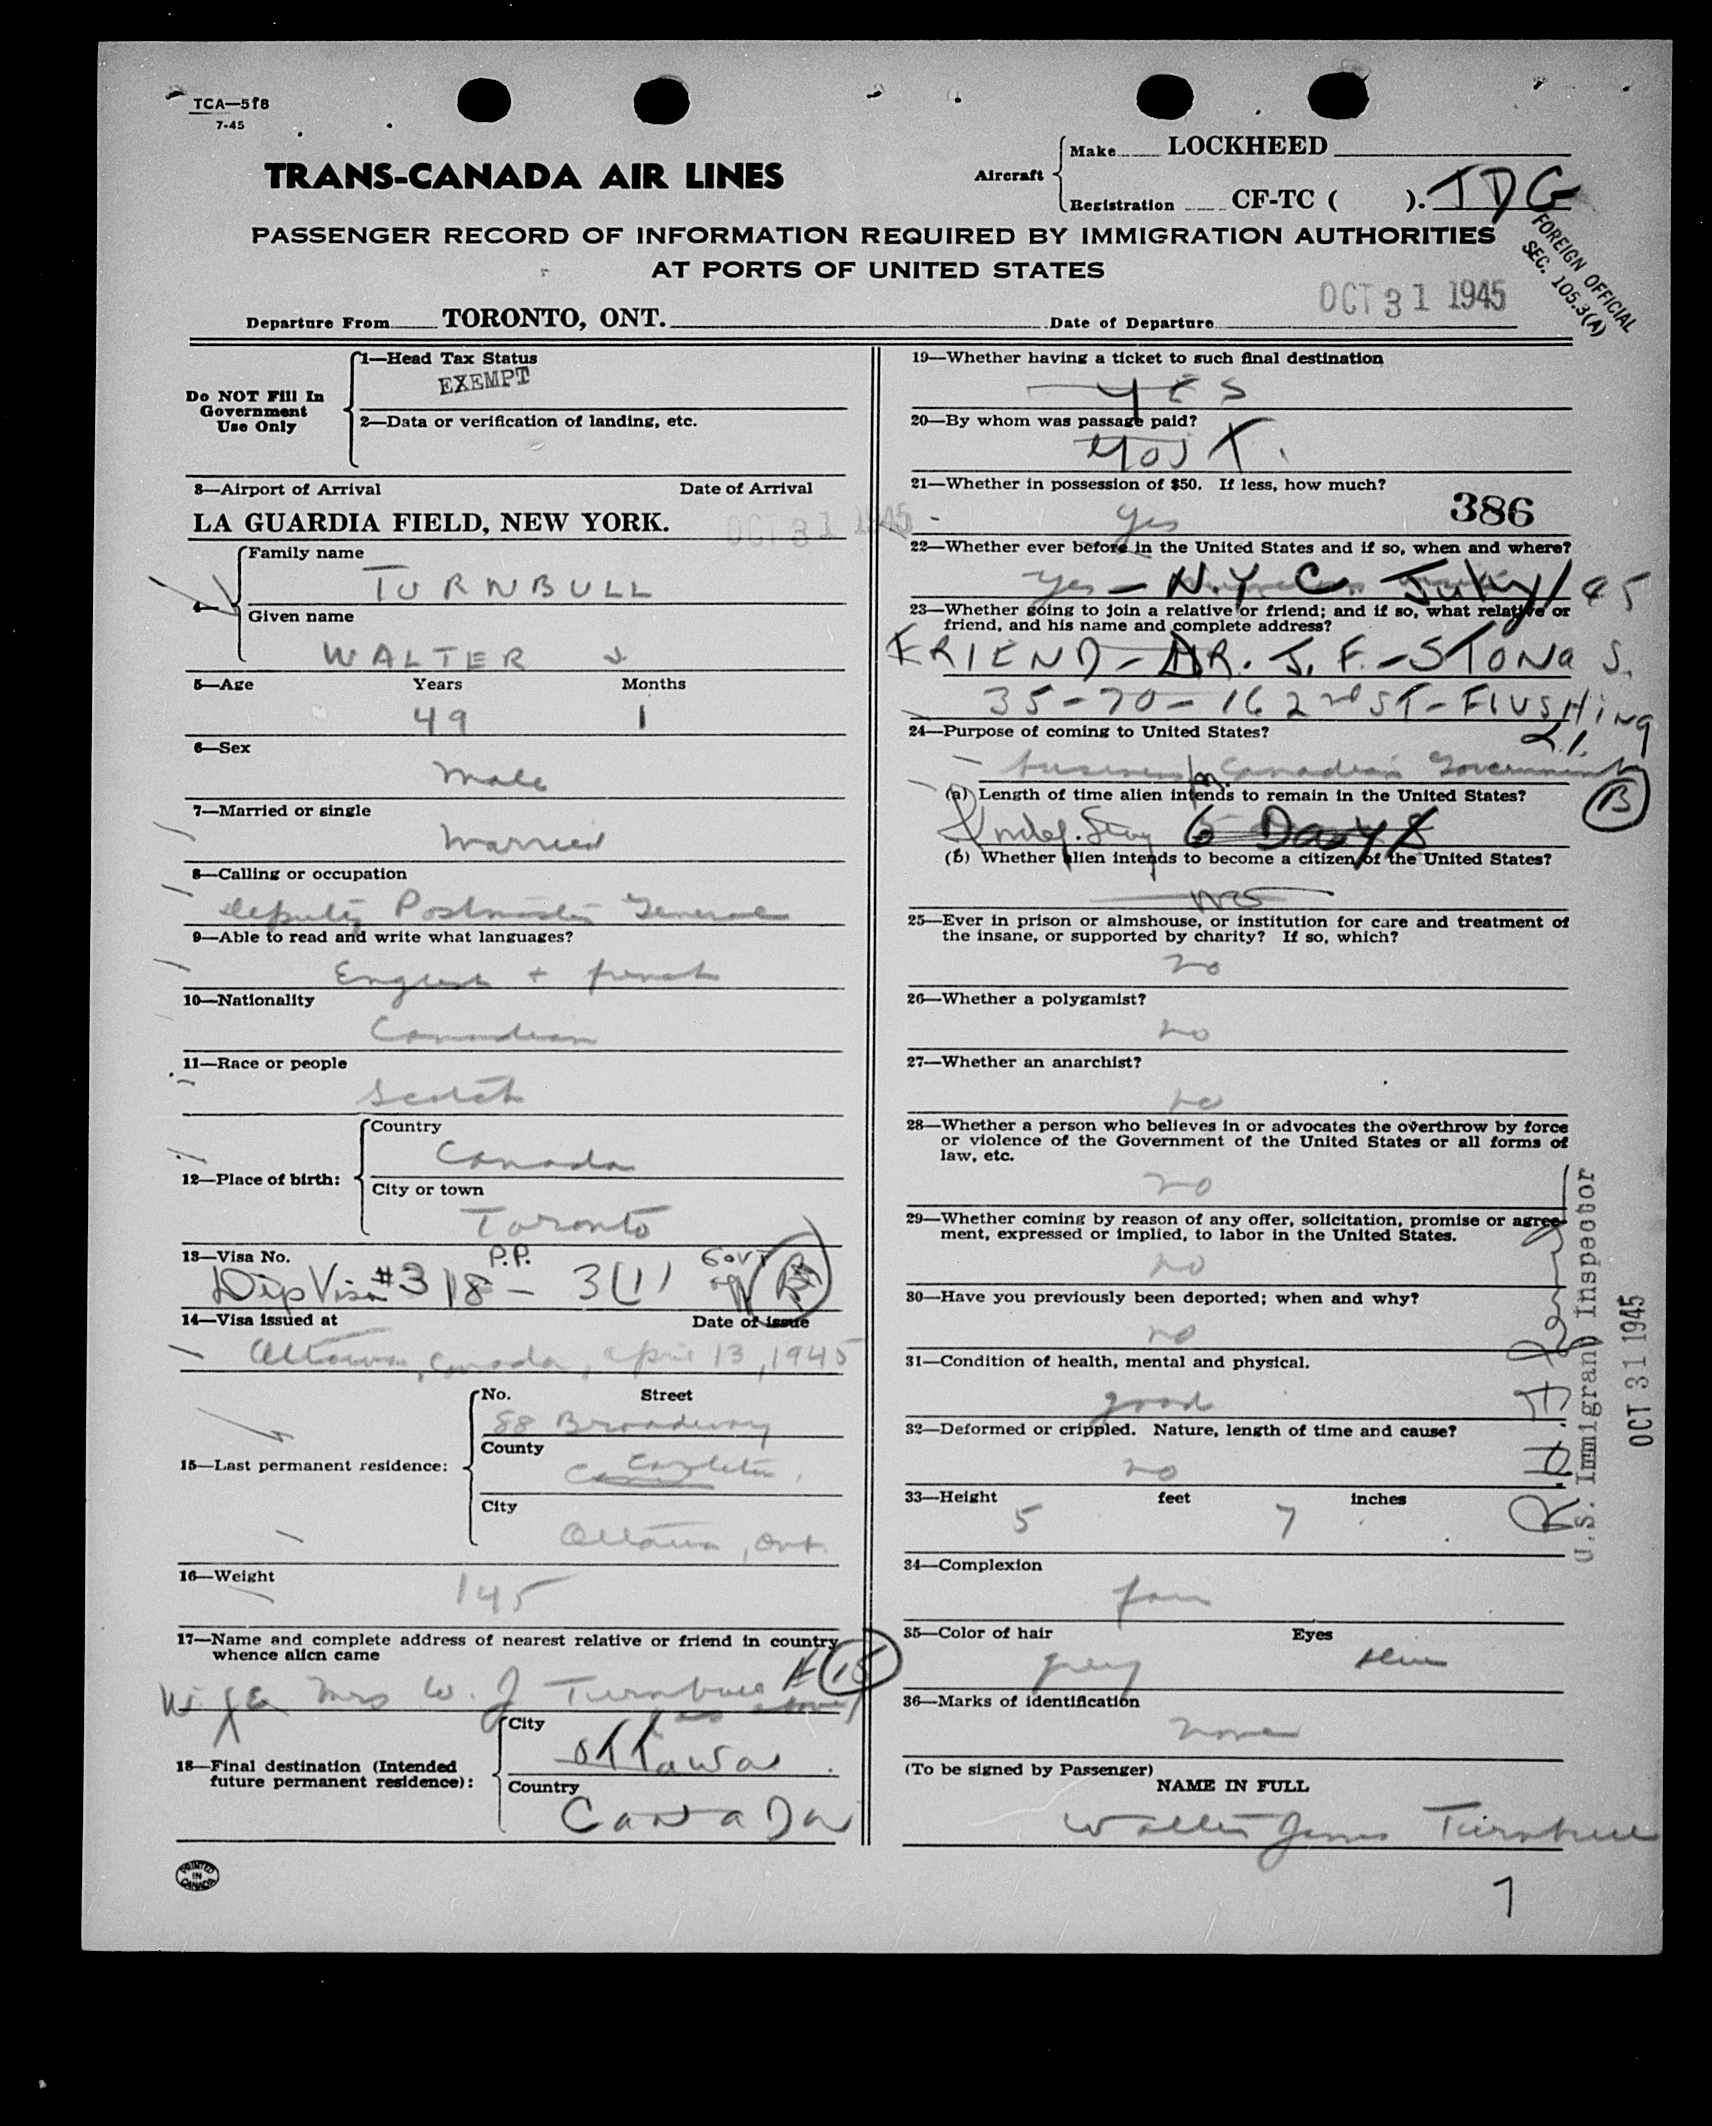 TCA—5f8
7-45
TRANS-CANADA AIR LINES
Aircraft
Make LOCKHEED
Registration CF-TC ( ). TDG
PASSENGER RECORD OF INFORMATION REQUIRED BY IMMIGRATION AUTHORITIES
AT PORTS OF UNITED STATES
FOREIGN OFFICIAL
SEC. 105.3(A)
Departure From TORONTO, ONT. Date of Departure OCT 31 1945
Do NOT Fill In
Government
Use Only
1—Head Tax Status
EXEMPT
2—Data or verification of landing, etc.
3—Airport of Arrival Date of Arrival
LA GUARDIA FIELD, NEW YORK. OCT 31 1945
4—
Family name
TURNBULL
Given name
WALTER J
5—Age Years Months
49 1
6—Sex
male
7—Married or single
married
8—Calling or occupation
Deputy Postmaster General
9—Able to read and write what languages?
English + french
10—Nationality
Canadian
11—Race or people
Scotch
12—Place of birth:
Country
Canada
City or town
Toronto
13—Visa No. P.P. GOVT
Dip Visa #318 - 3(1) off
14—Visa issued at Date of issue
Ottawa, Canada, april 13, 1945
15—Last permanent residence:
No. Street
88 Broadway
County
Carleton
City
Ottawa, Ont.
16—Weight
145
17—Name and complete address of nearest relative or friend in country
whence alien came
# 15
wife Mrs W. J Turnbull
as above
18—Final destination (Intended
future permanent residence):
City
Ottawa
Country
CANADA
PRINTED
IN
CANADA
19—Whether having a ticket to such final destination
YES
20—By whom was passage paid?
21—Whether in possession of $50. If less, how much?
yes 386
22—Whether ever before in the United States and if so, when and where?
yes - N.Y.C. July/45
23—Whether going to join a relative or friend; and if so, what relative or
friend, and his name and complete address?
FRIEND - DR. J. F. - STONG S.
35-70-162nd ST - FLUSHING
L.I.
24—Purpose of coming to United States?
business for Canadian Government
(a) Length of time alien intends to remain in the United States? B
Indef. Stay 6 Days
(b) Whether alien intends to become a citizen of the United States?
NO
25—Ever in prison or almshouse, or institution for care and treatment of
the insane, or supported by charity? If so, which?
no
26—Whether a polygamist?
no
27—Whether an anarchist?
no
28—Whether a person who believes in or advocates the overthrow by force
or violence of the Government of the United States or all forms of
law, etc.
no
29—Whether coming by reason of any offer, solicitation, promise or agree-
ment, expressed or implied, to labor in the United States.
no
30—Have you previously been deported; when and why?
no
31—Condition of health, mental and physical.
good
32—Deformed or crippled. Nature, length of time and cause?
no
33—Height feet inches
5 7
34—Complexion
fair
35—Color of hair Eyes
grey blue
36—Marks of identification
none
(To be signed by Passenger)
NAME IN FULL
Walter James Turnbull
7
U.S. Immigrant Inspector
OCT 31 1945